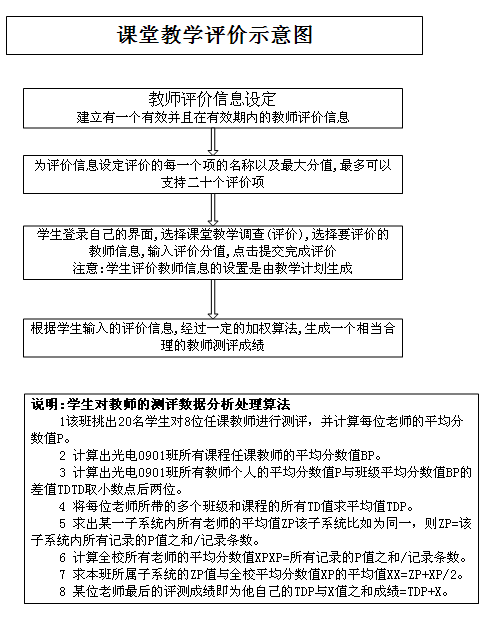 课堂教学评价示意图
教师评价信息设定
建立有一个有效并且在有效期内的教师评价信息
为评价信息设定评价的每一个项的名称以及最大分值,最多可以
支持二十个评价项
学生登录自己的界面,选择课堂教学调查(评价),选择要评价的
教师信息,输入评价分值,点击提交完成评价
注意:学生评价教师信息的设置是由教学计划生成
根据学生输入的评价信息,经过一定的加权算法,生成一个相当合
理的教师测评成绩
说明:学生对教师的测评数据分析处理算法
1该班挑出20名学生对8位任课教师进行测评，并计算每位老师的平均分
数值P。
2 计算出光电0901班所有课程任课教师的平均分数值BP。
3 计算出光电0901班所有教师个人的平均分数值P与班级平均分数值BP的
差值TDTD取小数点后两位。
4 将每位老师所带的多个班级和课程的所有TD值求平均值TDP。
5 求出某一子系统内所有老师的平均值ZP该子系统比如为同一，则ZP=该
子系统内所有记录的P值之和/记录条数。
6 计算全校所有老师的平均分数值XPXP=所有记录的P值之和/记录条数。
7 求本班所属子系统的ZP值与全校平均分数值XP的平均值XX=ZP+XP/2。
8 某位老师最后的评测成绩即为他自己的TDP与X值之和成绩=TDP+X。